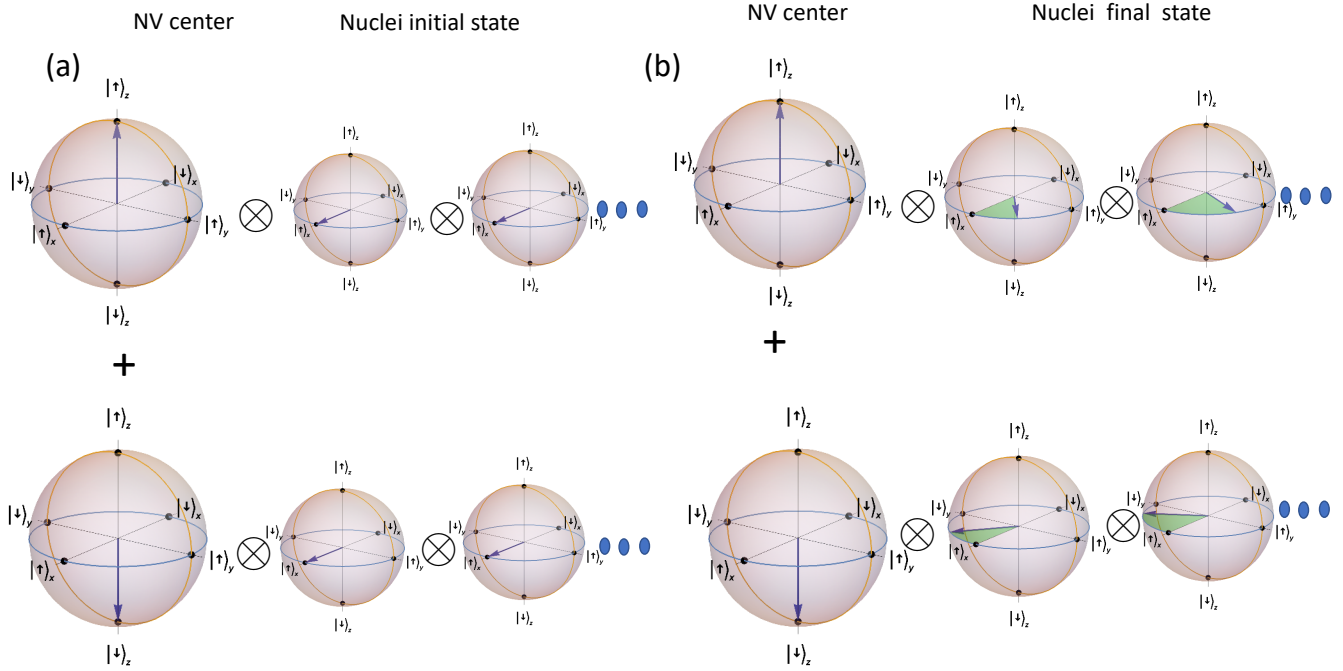 NV center
Nuclei initial state
NV center
Nuclei final state
(a)
|↑⟩z
|↓⟩y
|↓⟩x
|↑⟩x
|↑⟩y
|↓⟩z
⊗
|↑⟩z
|↓⟩y
|↓⟩x
|↑⟩x
|↑⟩y
|↓⟩z
⊗
|↑⟩z
|↓⟩y
|↓⟩x
|↑⟩x
|↑⟩y
|↓⟩z
+
|↑⟩z
|↓⟩y
|↓⟩x
|↑⟩x
|↑⟩y
|↓⟩z
⊗
|↑⟩z
|↓⟩y
|↓⟩x
|↑⟩x
|↑⟩y
|↓⟩z
⊗
|↑⟩z
|↓⟩y
|↓⟩x
|↑⟩x
|↑⟩y
|↓⟩z
(b)
|↑⟩z
|↓⟩y
|↓⟩x
|↑⟩x
|↑⟩y
|↓⟩z
⊗
|↑⟩z
|↓⟩y
|↓⟩x
|↑⟩x
|↑⟩y
|↓⟩z
⊗
|↑⟩z
|↓⟩y
|↓⟩x
|↑⟩x
|↑⟩y
|↓⟩z
+
|↑⟩z
|↓⟩y
|↓⟩x
|↑⟩x
|↑⟩y
|↓⟩z
⊗
|↑⟩z
|↓⟩y
|↓⟩x
|↑⟩x
|↑⟩y
|↓⟩z
⊗
|↑⟩z
|↓⟩y
|↓⟩x
|↑⟩x
|↑⟩y
|↓⟩z